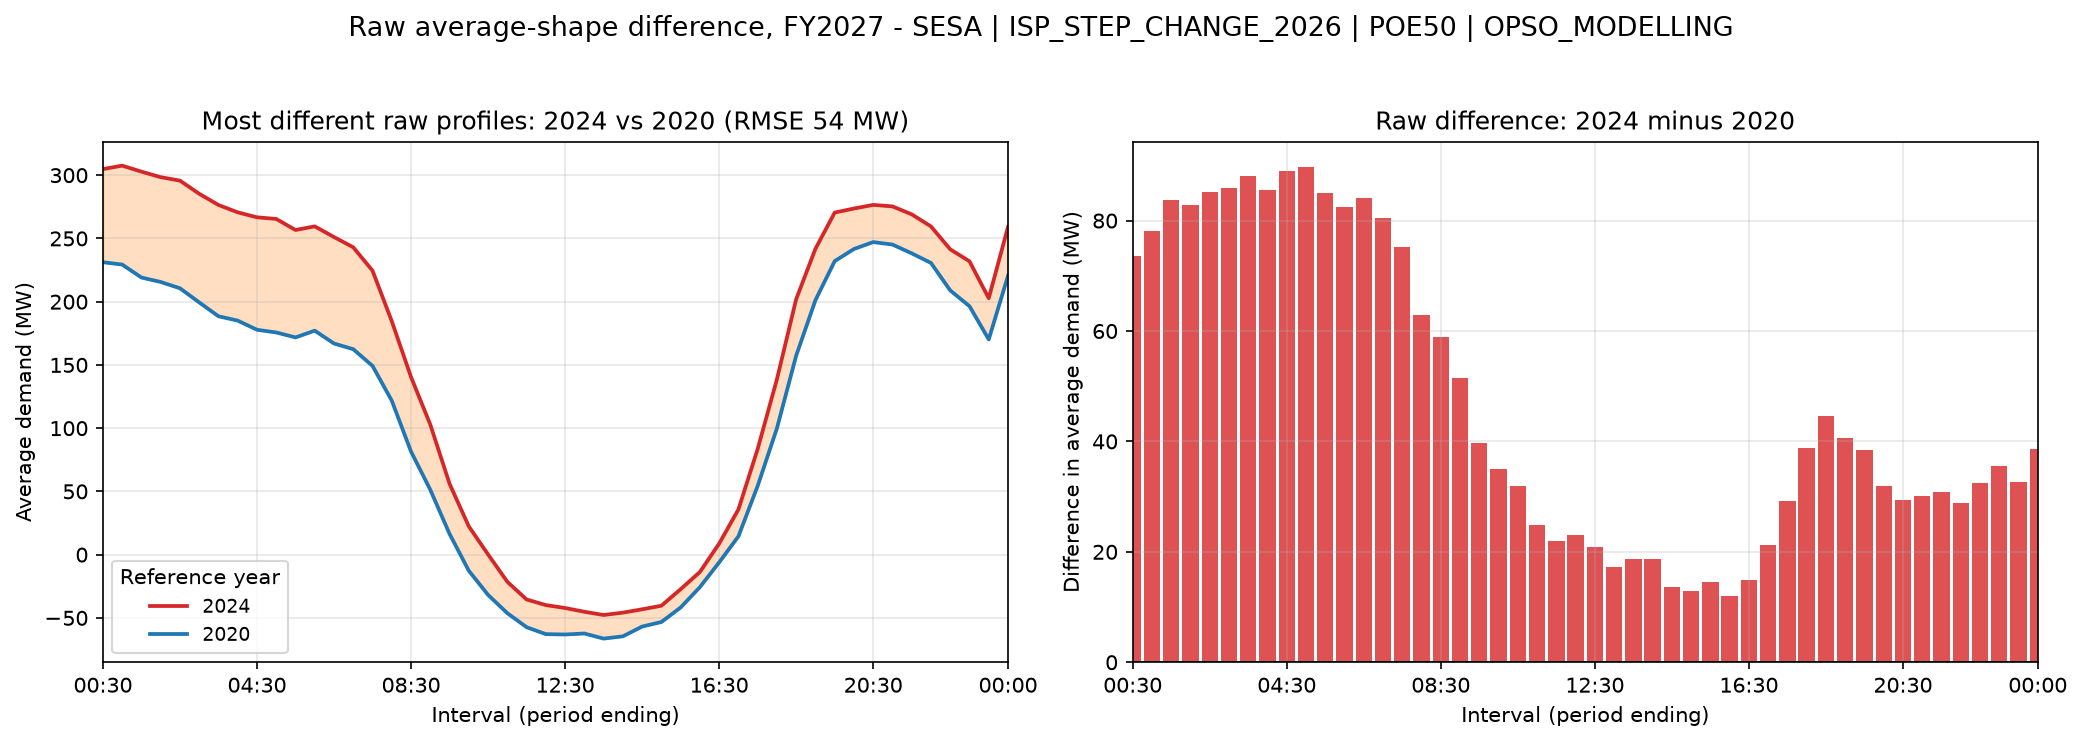 Raw average-shape difference, FY2027 - SESA | ISP_STEP_CHANGE_2026 | POE50 | OPSO_MODELLING
Most different raw profiles: 2024 vs 2020 (RMSE 54 MW)
Average demand (MW)
300
250
200
150
100
50
0
−50
Reference year
2024
2020
00:30 04:30 08:30 12:30 16:30 20:30 00:00
Interval (period ending)
Raw difference: 2024 minus 2020
Difference in average demand (MW)
80
60
40
20
0
00:30 04:30 08:30 12:30 16:30 20:30 00:00
Interval (period ending)